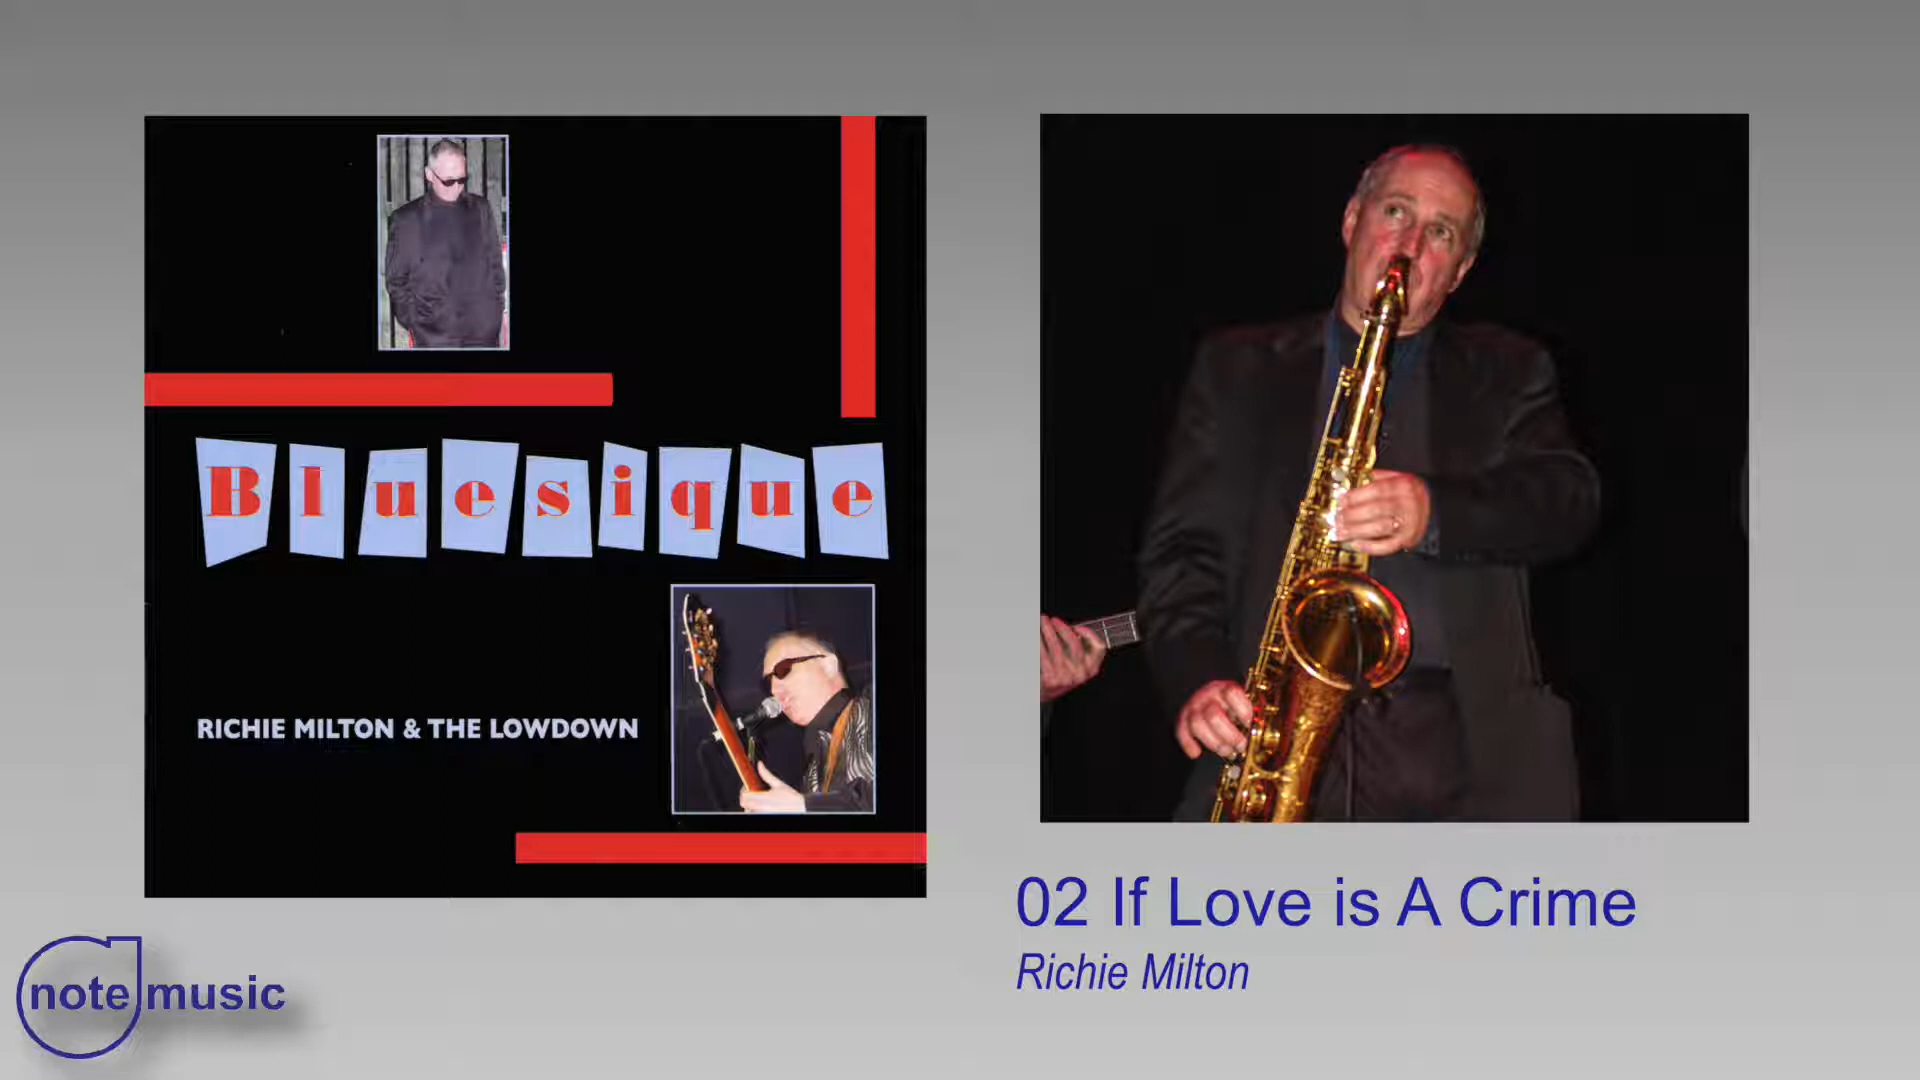 Bluesique
RICHIE MILTON & THE LOWDOWN
02 If Love is A Crime
Richie Milton
note music